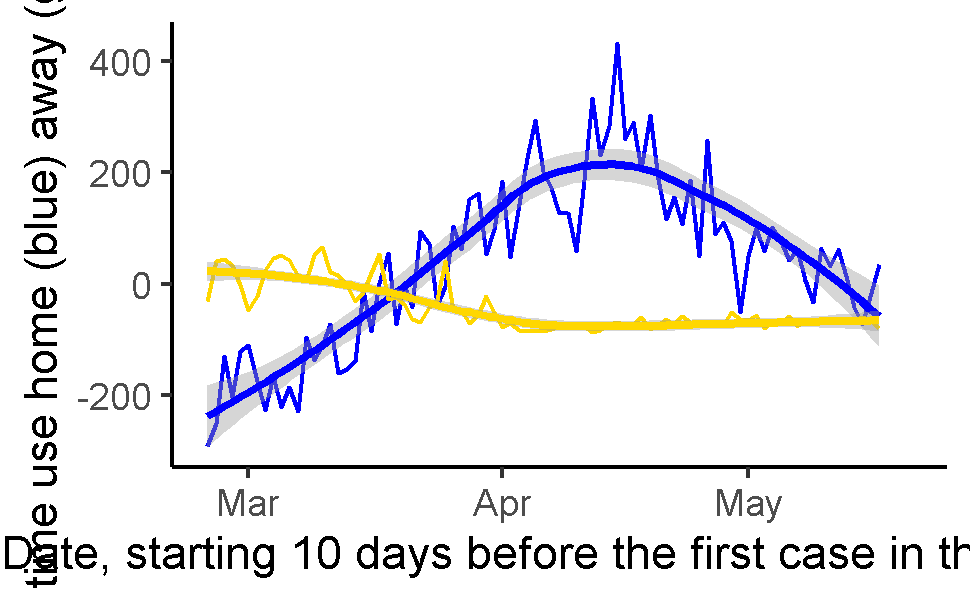 time use home (blue) away (
400
200
0
-200
Mar Apr May
Date, starting 10 days before the first case in th